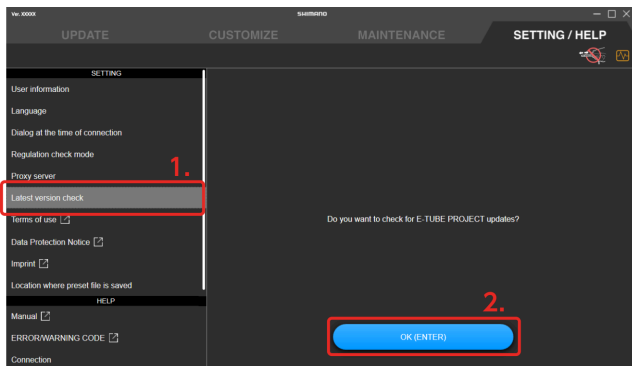 Ver. XXXXX
SHIMANO
UPDATE
CUSTOMIZE
MAINTENANCE
SETTING / HELP
SETTING
User information
Language
Dialog at the time of connection
Regulation check mode
1.
Proxy server
Latest version check
Terms of use
Do you want to check for E-TUBE PROJECT updates?
Data Protection Notice
Imprint
Location where preset file is saved
HELP
2.
Manual
ERROR/WARNING CODE
OK (ENTER)
Connection